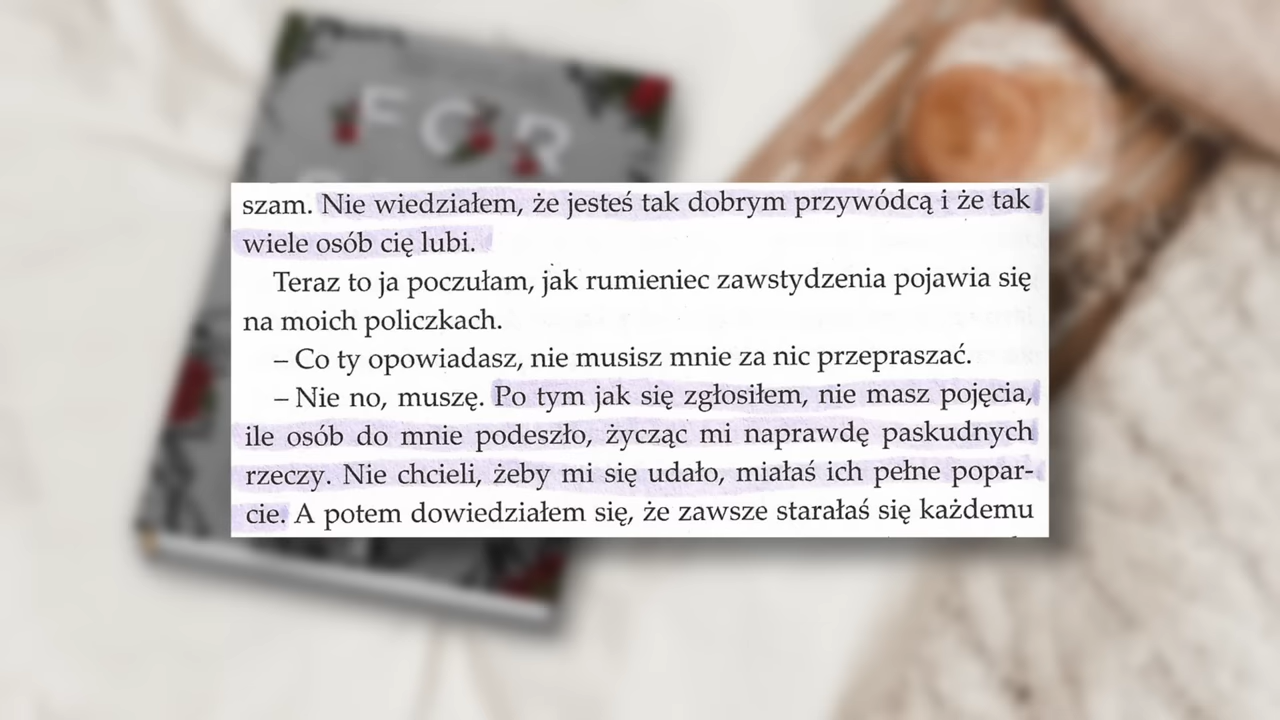 FOR
szam. Nie wiedziałem, że jesteś tak dobrym przywódcą i że tak
wiele osób cię lubi.
Teraz to ja poczułam, jak rumieniec zawstydzenia pojawia się
na moich policzkach.
– Co ty opowiadasz, nie musisz mnie za nic przepraszać.
– Nie no, muszę. Po tym jak się zgłosiłem, nie masz pojęcia,
ile osób do mnie podeszło, życząc mi naprawdę paskudnych
rzeczy. Nie chcieli, żeby mi się udało, miałaś ich pełne popar-
cie. A potem dowiedziałem się, że zawsze starałaś się każdemu